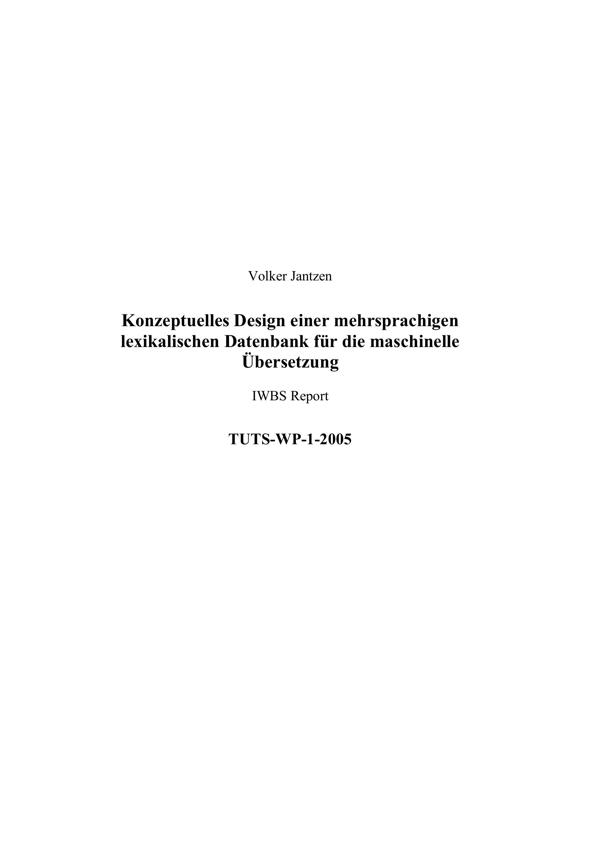 Volker Jantzen
Konzeptuelles Design einer mehrsprachigen
lexikalischen Datenbank für die maschinelle
Übersetzung
IWBS Report
TUTS-WP-1-2005